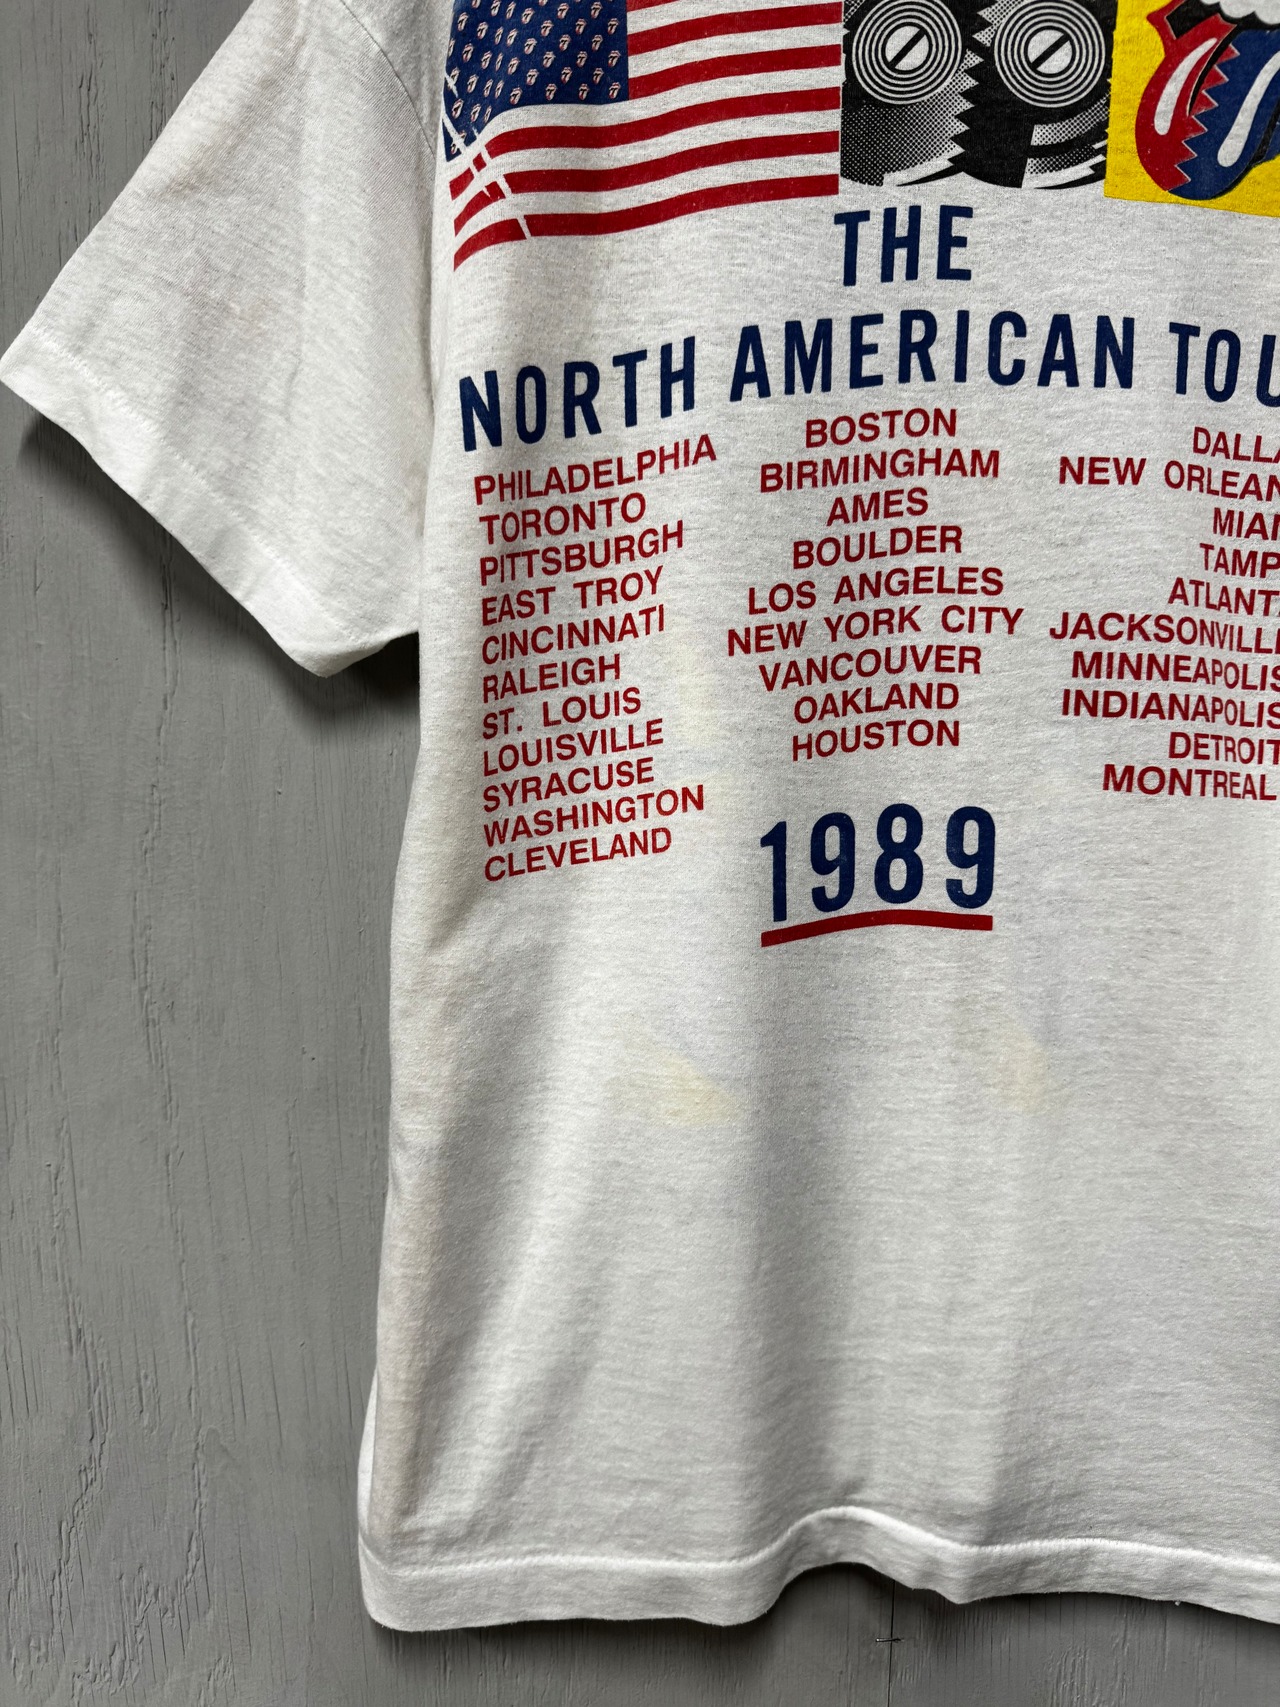 THE
NORTH AMERICAN TOU
PHILADELPHIA
TORONTO
PITTSBURGH
EAST TROY
CINCINNATI
RALEIGH
ST. LOUIS
LOUISVILLE
SYRACUSE
WASHINGTON
CLEVELAND
BOSTON
BIRMINGHAM
AMES
BOULDER
LOS ANGELES
NEW YORK CITY
VANCOUVER
OAKLAND
HOUSTON
DALLA
NEW ORLEAN
MIAM
TAMP
ATLANTA
JACKSONVILLE
MINNEAPOLIS
INDIANAPOLIS
DETROIT
MONTREAL
1989